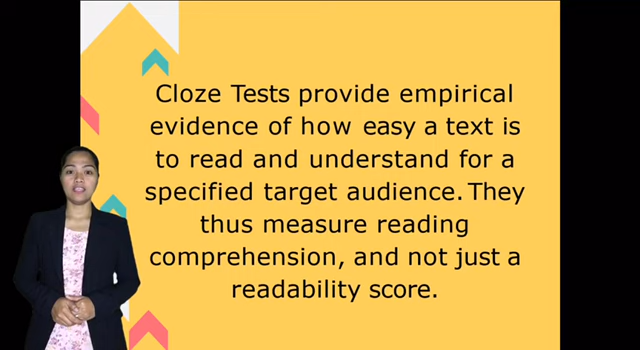 Cloze Tests provide empirical
evidence of how easy a text is
to read and understand for a
specified target audience. They
thus measure reading
comprehension, and not just a
readability score.